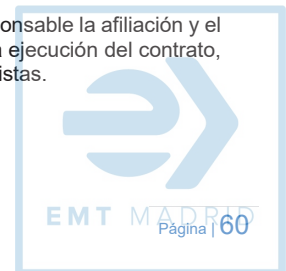 onsable la afiliación y el
ejecución del contrato,
istas.
EMT MADRID
Página | 60